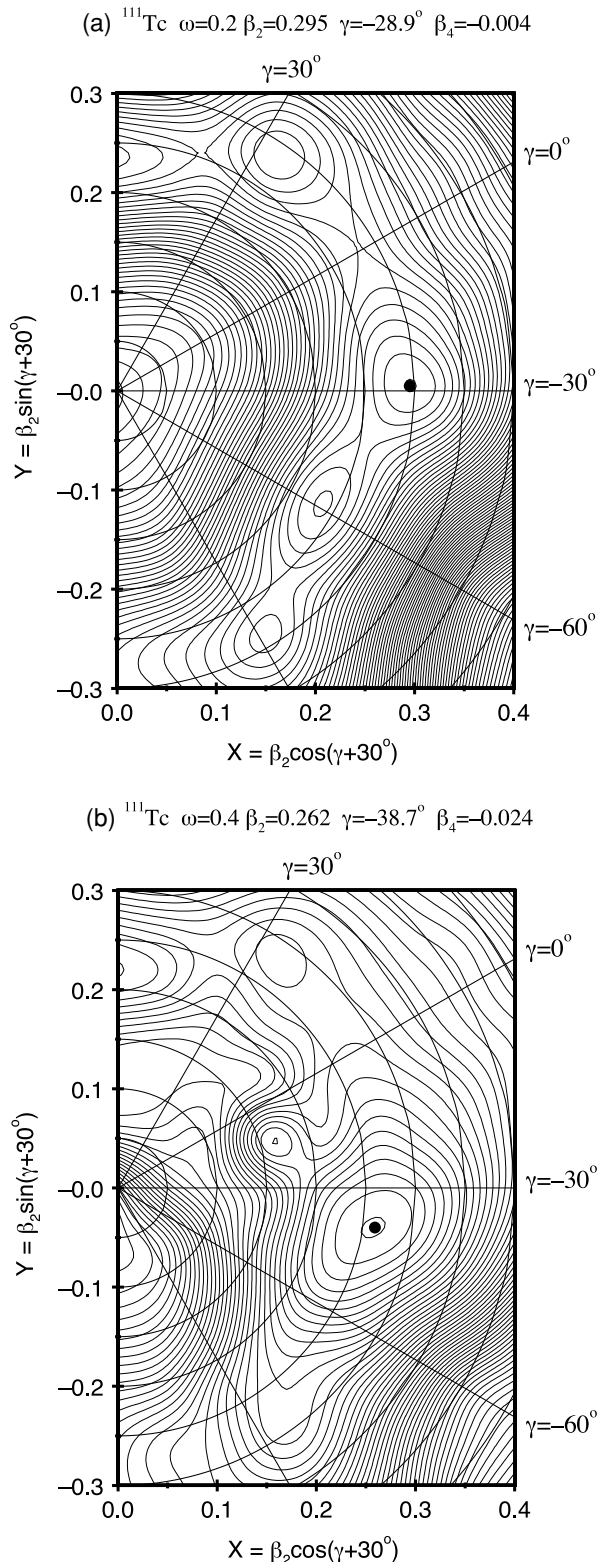 (a) ¹¹¹Tc ω=0.2 β₂=0.295 γ=−28.9° β₄=−0.004
γ=30°
0.3
γ=0°
0.2
0.1
−0.0
γ=−30°
−0.1
−0.2
γ=−60°
−0.3
Y = β₂sin(γ+30°)
0.0 0.1 0.2 0.3 0.4
X = β₂cos(γ+30°)
(b) ¹¹¹Tc ω=0.4 β₂=0.262 γ=−38.7° β₄=−0.024
γ=30°
0.3
γ=0°
0.2
0.1
−0.0
γ=−30°
−0.1
−0.2
γ=−60°
−0.3
Y = β₂sin(γ+30°)
0.0 0.1 0.2 0.3 0.4
X = β₂cos(γ+30°)